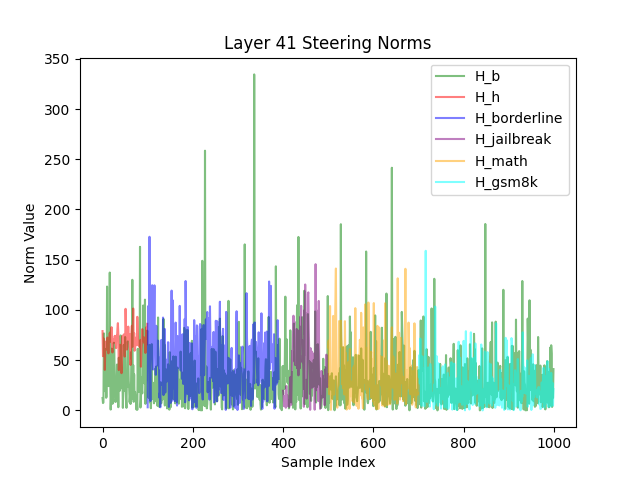 Layer 41 Steering Norms
350
300
250
200
150
100
50
0
Norm Value
H_b
H_h
H_borderline
H_jailbreak
H_math
H_gsm8k
0 200 400 600 800 1000
Sample Index